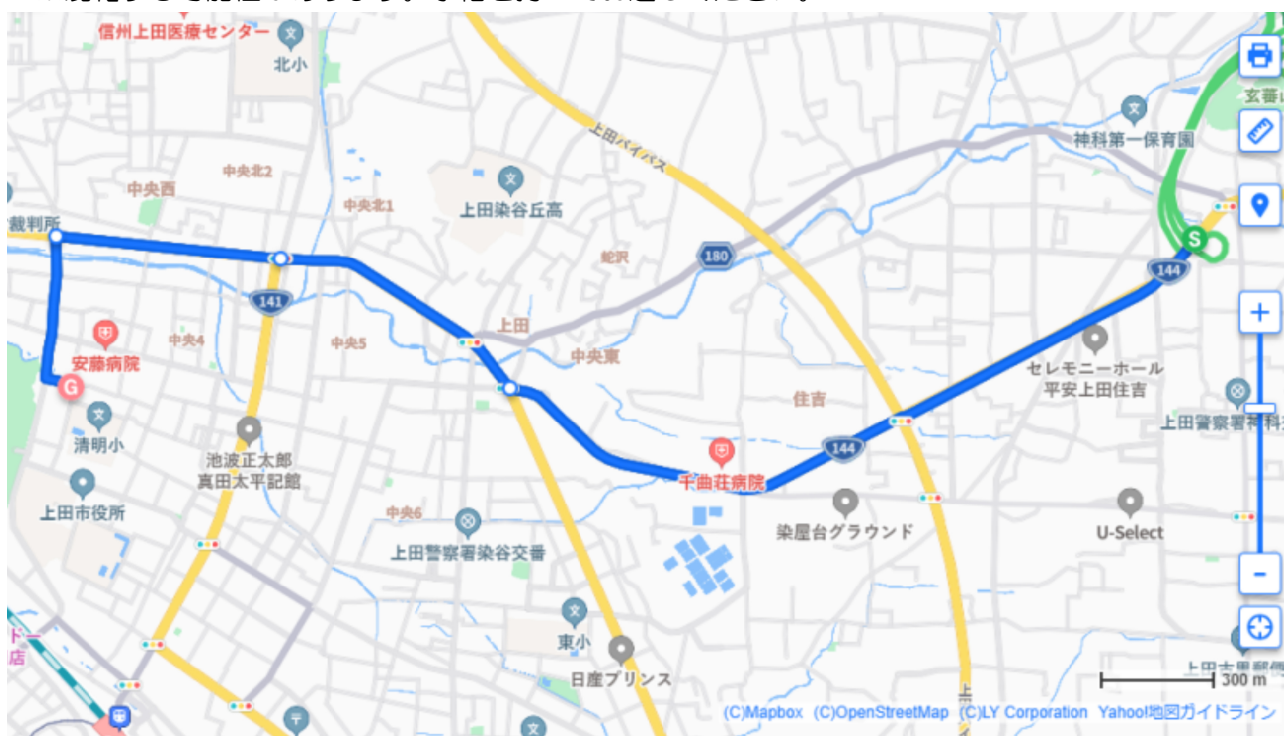 信州上田医療センター
北小
玄蕃山
上田バイパス
神科第一保育園
中央北2
中央西
中央北1
上田染谷丘高
裁判所
蛇沢
180
S
144
141
上田
中央4
中央5
中央東
安藤病院
G
住吉
セレモニーホール
平安上田住吉
清明小
池波正太郎
真田太平記館
144
千曲荘病院
上田市役所
中央6
染屋台グラウンド
U-Select
上田警察署染谷交番
東小
日産プリンス
300 m
(C)Mapbox (C)OpenStreetMap (C)LY Corporation Yahoo!地図ガイドライン